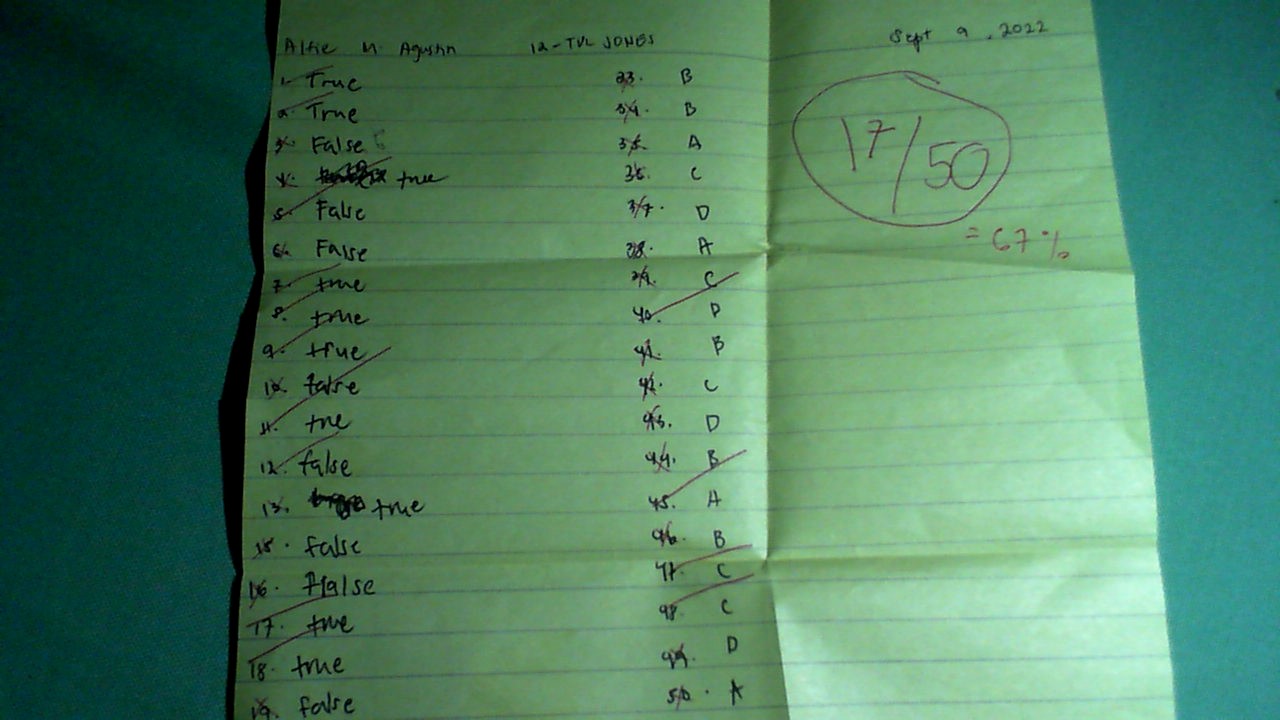 Alfie M. Agustin 12-TVL JONES Sept 9, 2022
1. True
2. True
3. False
4. true
5. False
6. False
7. true
8. true
9. true
10. false
11. true
12. false
13. true
15. false
16. false
17. true
18. true
19. false
33. B
34. B
35. A
36. C
37. D
38. A
39. C
40. D
41. B
42. C
43. D
44. B
45. A
46. B
47. C
48. C
49. D
50. A
17/50
= 67%